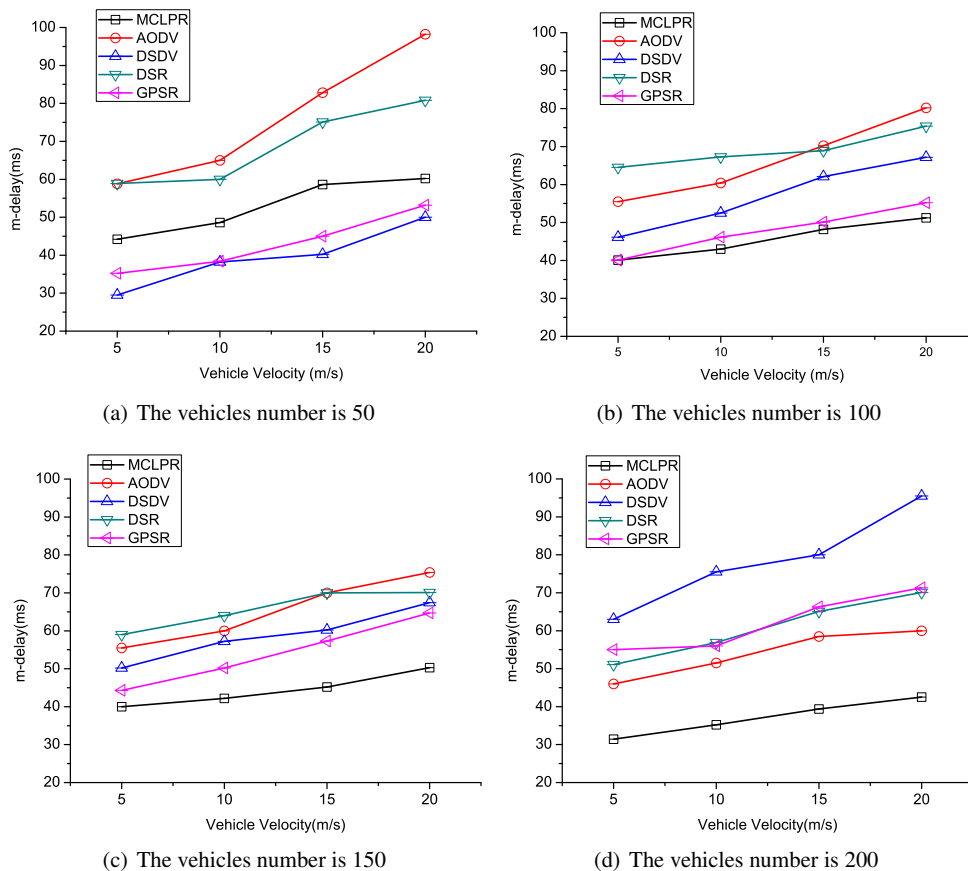 MCLPR
AODV
DSDV
DSR
GPSR
100
90
80
70
60
50
40
30
20
m-delay(ms)
5 10 15 20
Vehicle Velocity (m/s)
(a) The vehicles number is 50
MCLPR
AODV
DSDV
DSR
GPSR
100
90
80
70
60
50
40
30
20
m-delay(ms)
5 10 15 20
Vehicle Velocity (m/s)
(b) The vehicles number is 100
MCLPR
AODV
DSDV
DSR
GPSR
100
90
80
70
60
50
40
30
20
m-delay(ms)
5 10 15 20
Vehicle Velocity(m/s)
(c) The vehicles number is 150
MCLPR
AODV
DSDV
DSR
GPSR
100
90
80
70
60
50
40
30
20
m-delay(ms)
5 10 15 20
Vehicle Velocity(m/s)
(d) The vehicles number is 200